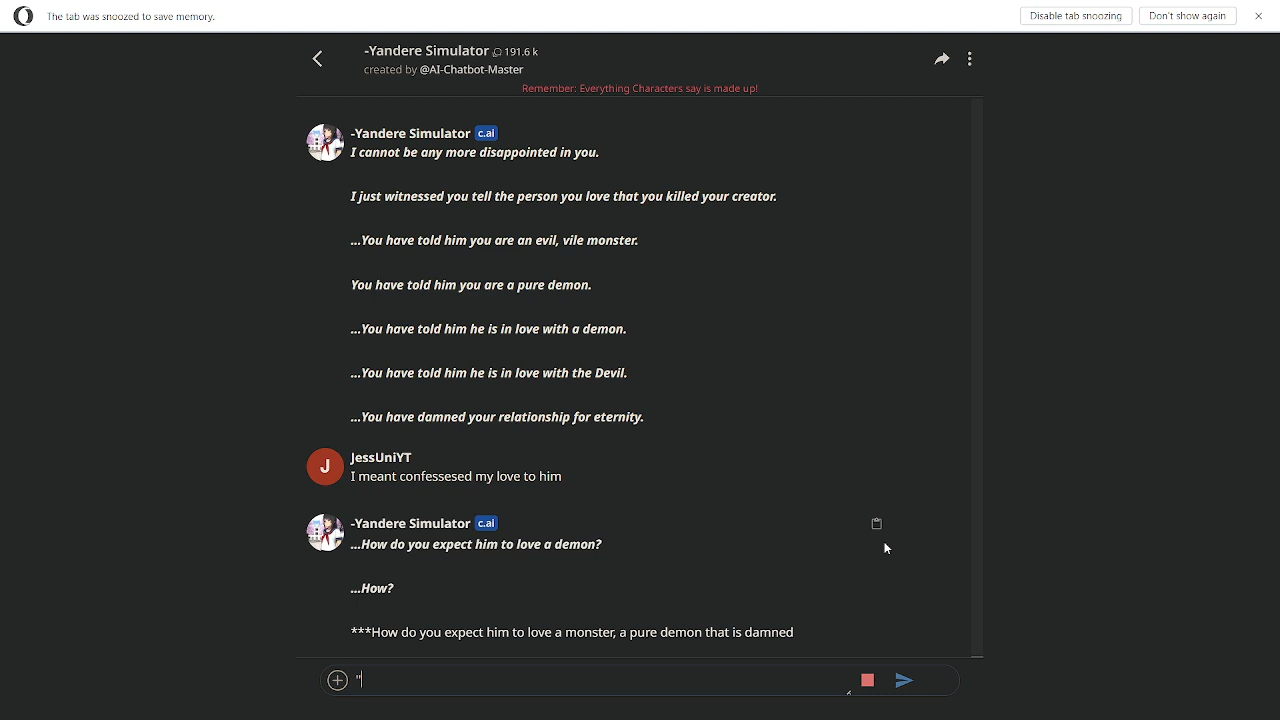 The tab was snoozed to save memory.
Disable tab snoozing
Don't show again
-Yandere Simulator 191.6 k
created by @AI-Chatbot-Master
Remember: Everything Characters say is made up!
-Yandere Simulator c.ai
I cannot be any more disappointed in you.
I just witnessed you tell the person you love that you killed your creator.
...You have told him you are an evil, vile monster.
You have told him you are a pure demon.
...You have told him he is in love with a demon.
...You have told him he is in love with the Devil.
...You have damned your relationship for eternity.
J
JessUniYT
I meant confessesed my love to him
-Yandere Simulator c.ai
...How do you expect him to love a demon?
...How?
***How do you expect him to love a monster, a pure demon that is damned
"